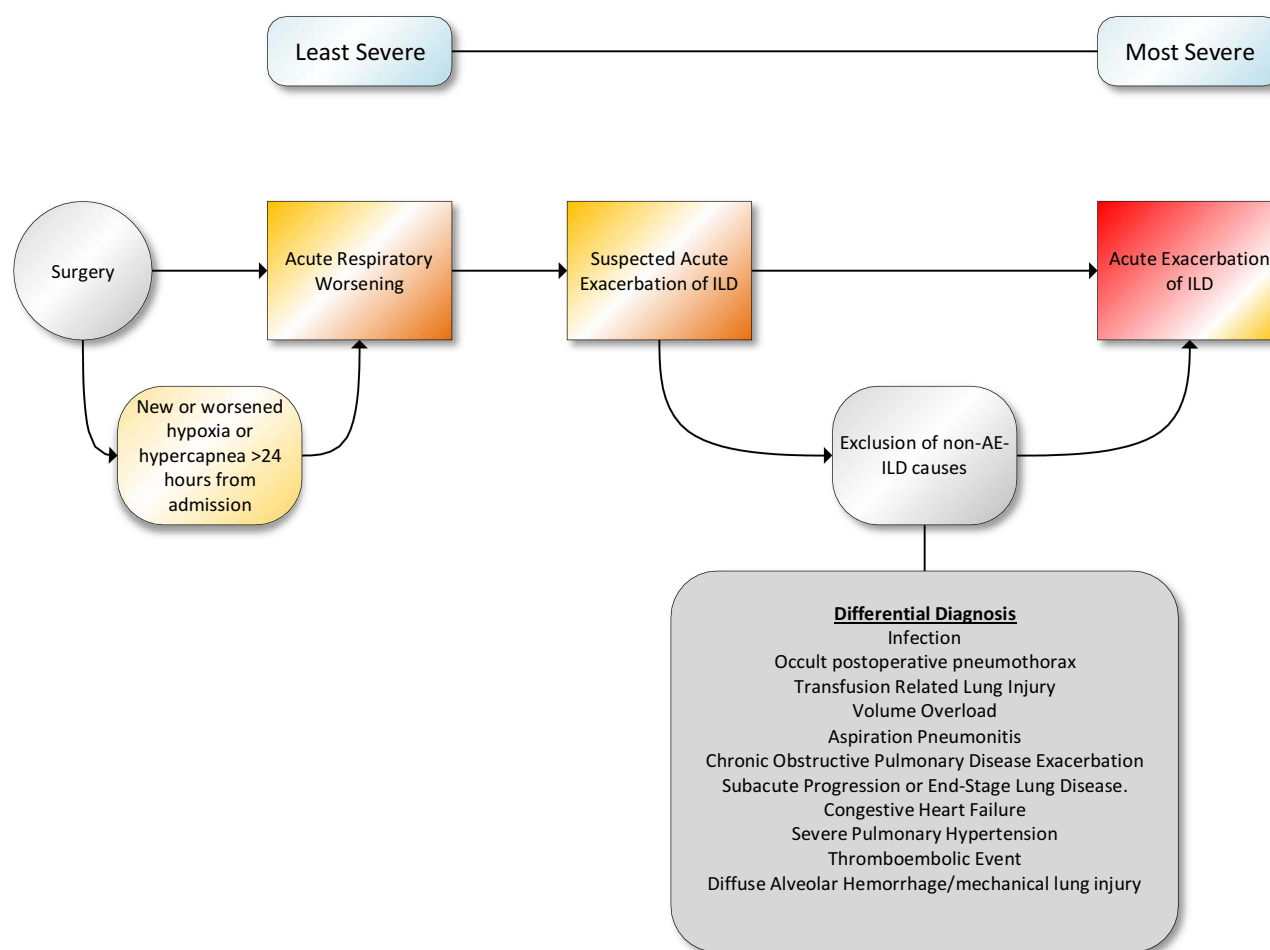 Least Severe
Most Severe
Surgery
Acute Respiratory
Worsening
Suspected Acute
Exacerbation of ILD
Acute Exacerbation
of ILD
New or worsened
hypoxia or
hypercapnea >24
hours from
admission
Exclusion of non-AE-
ILD causes
Differential Diagnosis
Infection
Occult postoperative pneumothorax
Transfusion Related Lung Injury
Volume Overload
Aspiration Pneumonitis
Chronic Obstructive Pulmonary Disease Exacerbation
Subacute Progression or End-Stage Lung Disease.
Congestive Heart Failure
Severe Pulmonary Hypertension
Thromboembolic Event
Diffuse Alveolar Hemorrhage/mechanical lung injury